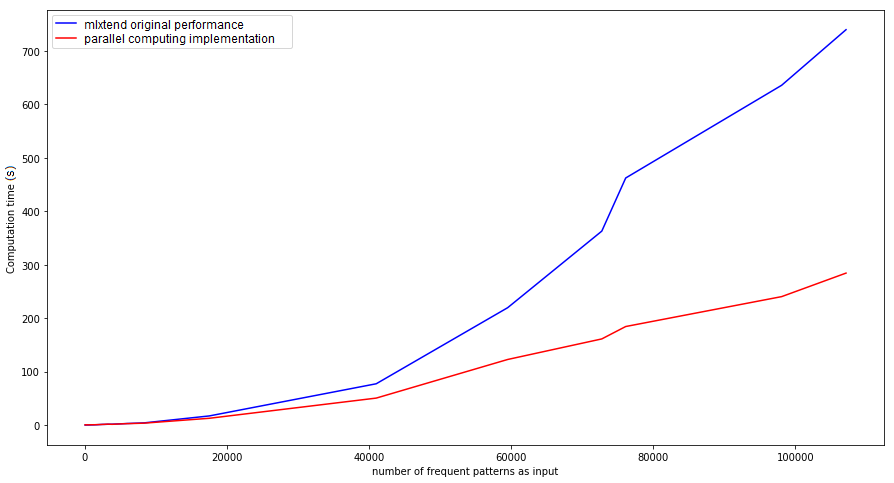 mlxtend original performance
parallel computing implementation
700
600
500
400
300
200
100
0
Computation time (s)
0 20000 40000 60000 80000 100000
number of frequent patterns as input